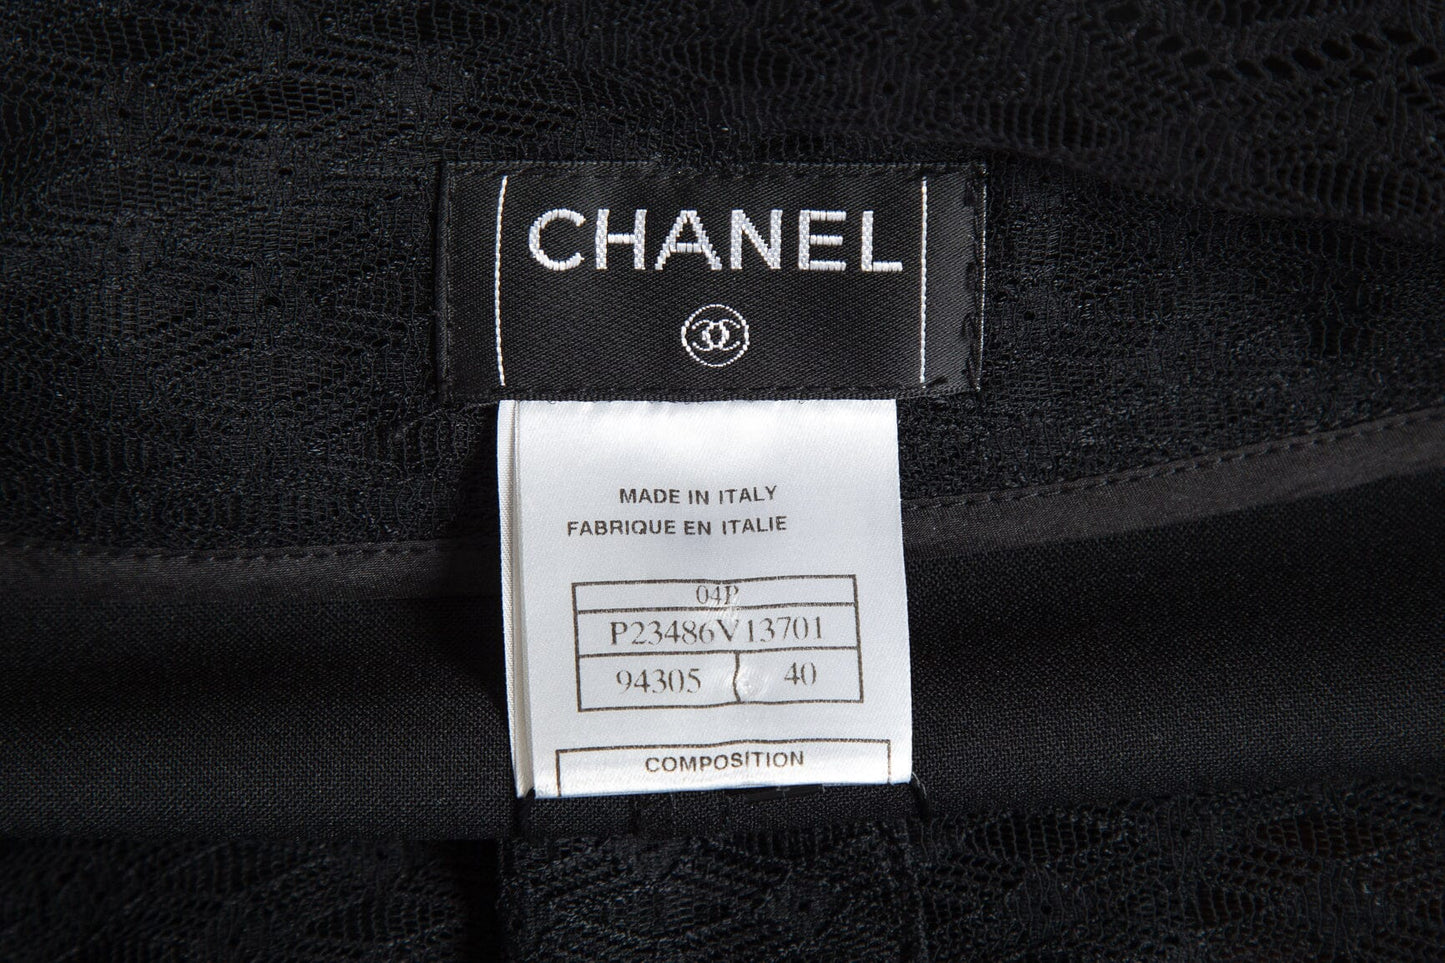 CHANEL
MADE IN ITALY
FABRIQUE EN ITALIE
04P
P23486V13701
94305 40
COMPOSITION